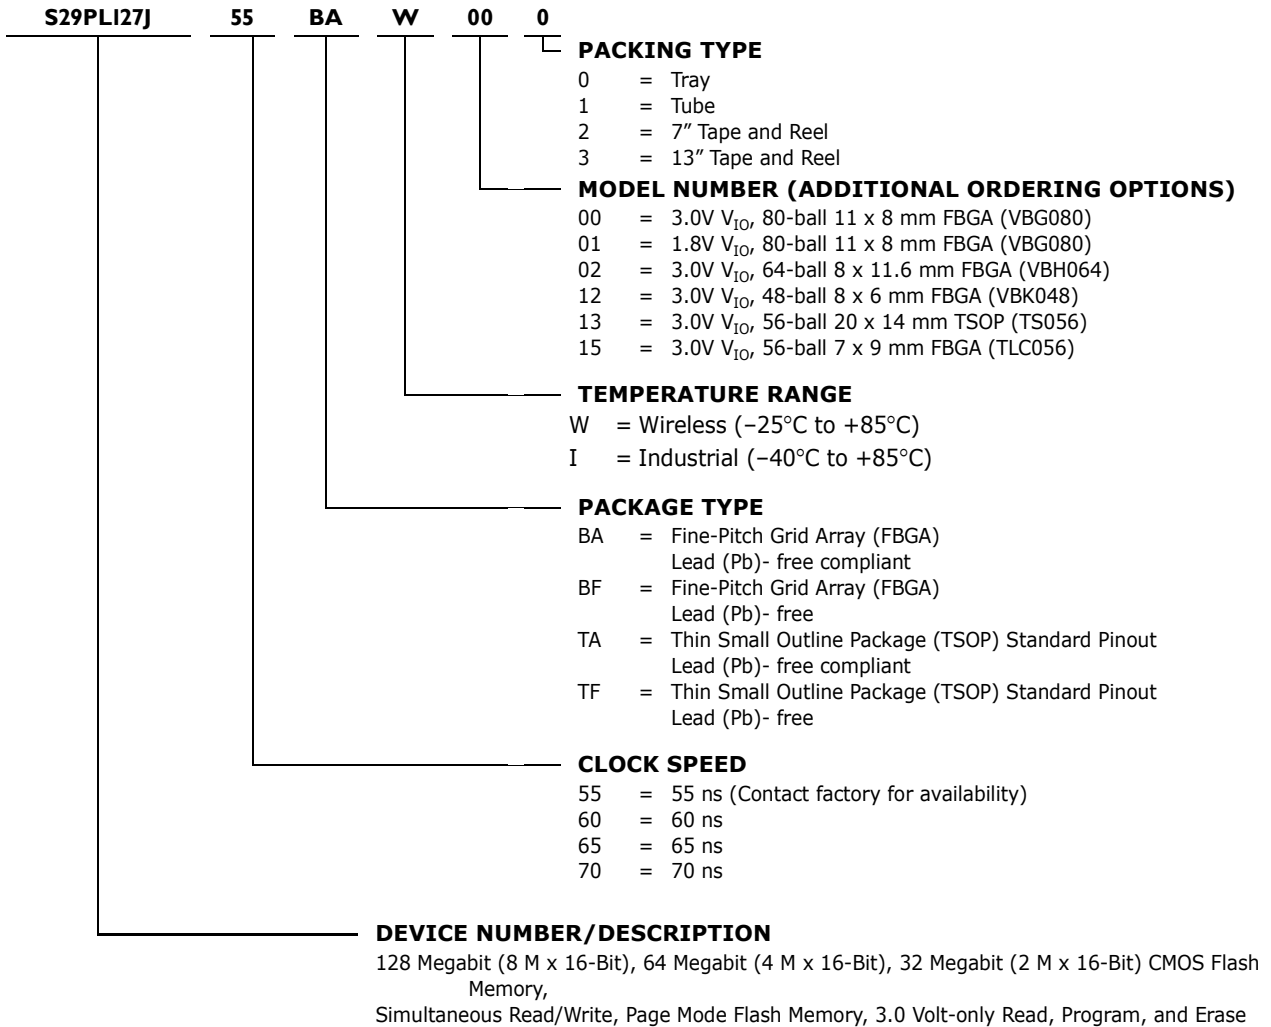 S29PL127J 55 BA W 00 0
PACKING TYPE
0 = Tray
1 = Tube
2 = 7″ Tape and Reel
3 = 13″ Tape and Reel
MODEL NUMBER (ADDITIONAL ORDERING OPTIONS)
00 = 3.0V VIO, 80-ball 11 x 8 mm FBGA (VBG080)
01 = 1.8V VIO, 80-ball 11 x 8 mm FBGA (VBG080)
02 = 3.0V VIO, 64-ball 8 x 11.6 mm FBGA (VBH064)
12 = 3.0V VIO, 48-ball 8 x 6 mm FBGA (VBK048)
13 = 3.0V VIO, 56-ball 20 x 14 mm TSOP (TS056)
15 = 3.0V VIO, 56-ball 7 x 9 mm FBGA (TLC056)
TEMPERATURE RANGE
W = Wireless (–25°C to +85°C)
I = Industrial (–40°C to +85°C)
PACKAGE TYPE
BA = Fine-Pitch Grid Array (FBGA)
Lead (Pb)- free compliant
BF = Fine-Pitch Grid Array (FBGA)
Lead (Pb)- free
TA = Thin Small Outline Package (TSOP) Standard Pinout
Lead (Pb)- free compliant
TF = Thin Small Outline Package (TSOP) Standard Pinout
Lead (Pb)- free
CLOCK SPEED
55 = 55 ns (Contact factory for availability)
60 = 60 ns
65 = 65 ns
70 = 70 ns
DEVICE NUMBER/DESCRIPTION
128 Megabit (8 M x 16-Bit), 64 Megabit (4 M x 16-Bit), 32 Megabit (2 M x 16-Bit) CMOS Flash
Memory,
Simultaneous Read/Write, Page Mode Flash Memory, 3.0 Volt-only Read, Program, and Erase